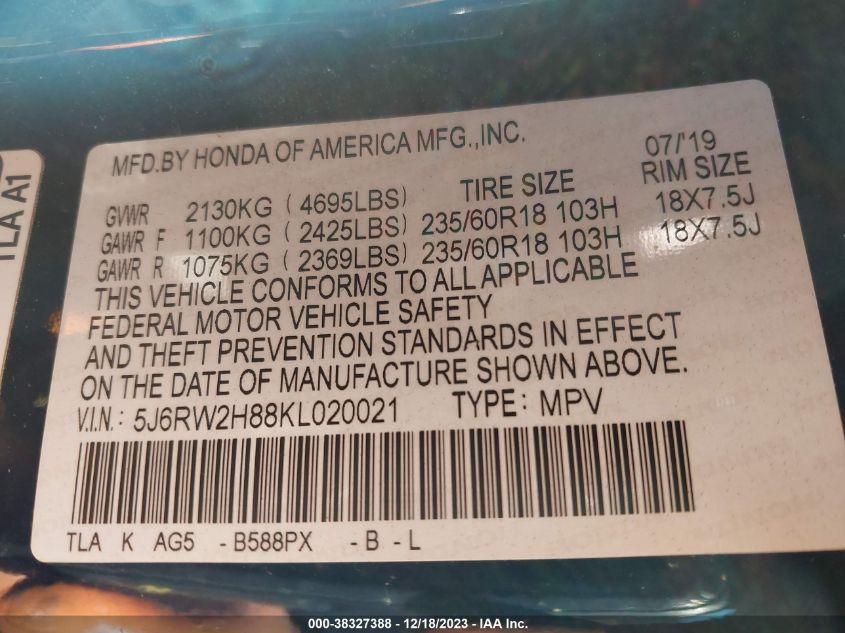 MFD.BY HONDA OF AMERICA MFG.,INC. 07/'19
TIRE SIZE RIM SIZE
GVWR 2130KG ( 4695LBS)
GAWR F 1100KG ( 2425LBS) 235/60R18 103H 18X7.5J
GAWR R 1075KG ( 2369LBS) 235/60R18 103H 18X7.5J
THIS VEHICLE CONFORMS TO ALL APPLICABLE
FEDERAL MOTOR VEHICLE SAFETY
AND THEFT PREVENTION STANDARDS IN EFFECT
ON THE DATE OF MANUFACTURE SHOWN ABOVE.
V.I.N.: 5J6RW2H88KL020021 TYPE: MPV
TLA K AG5 -B588PX -B -L
TLA A1
000-38327388 - 12/18/2023 - IAA Inc.